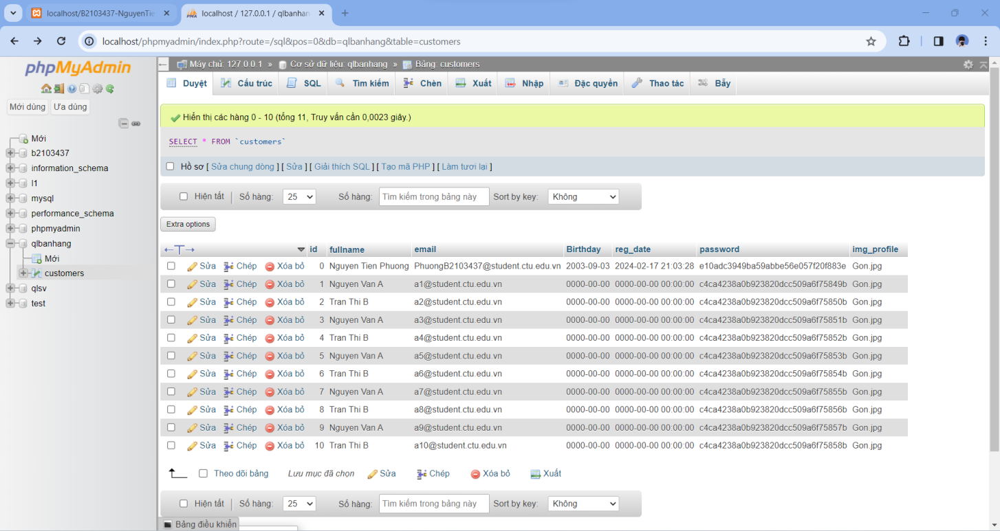 localhost/B2103437-NguyenTie
localhost / 127.0.0.1 / qlbanhan
localhost/phpmyadmin/index.php?route=/sql&pos=0&db=qlbanhang&table=customers
phpMyAdmin
Mới dùng Ưa dùng
Mới
b2103437
information_schema
l1
mysql
performance_schema
phpmyadmin
qlbanhang
Mới
customers
qlsv
test
Máy chủ: 127.0.0.1 » Cơ sở dữ liệu: qlbanhang » Bảng: customers
Duyệt Cấu trúc SQL Tìm kiếm Chèn Xuất Nhập Đặc quyền Thao tác Bẫy
Hiển thị các hàng 0 - 10 (tổng 11, Truy vấn cần 0,0023 giây.)
SELECT * FROM `customers`
Hồ sơ [ Sửa chung dòng ] [ Sửa ] [ Giải thích SQL ] [ Tạo mã PHP ] [ Làm tươi lại ]
Hiện tất | Số hàng: 25 Số hàng: Tìm kiếm trong bảng này Sort by key: Không
Extra options
←T→ id fullname email Birthday reg_date password img_profile
Sửa Chép Xóa bỏ 0 Nguyen Tien Phuong PhuongB2103437@student.ctu.edu.vn 2003-09-03 2024-02-17 21:03:28 e10adc3949ba59abbe56e057f20f883e Gon.jpg
Sửa Chép Xóa bỏ 1 Nguyen Van A a1@student.ctu.edu.vn 0000-00-00 0000-00-00 00:00:00 c4ca4238a0b923820dcc509a6f75849b Gon.jpg
Sửa Chép Xóa bỏ 2 Tran Thi B a2@student.ctu.edu.vn 0000-00-00 0000-00-00 00:00:00 c4ca4238a0b923820dcc509a6f75850b Gon.jpg
Sửa Chép Xóa bỏ 3 Nguyen Van A a3@student.ctu.edu.vn 0000-00-00 0000-00-00 00:00:00 c4ca4238a0b923820dcc509a6f75851b Gon.jpg
Sửa Chép Xóa bỏ 4 Tran Thi B a4@student.ctu.edu.vn 0000-00-00 0000-00-00 00:00:00 c4ca4238a0b923820dcc509a6f75852b Gon.jpg
Sửa Chép Xóa bỏ 5 Nguyen Van A a5@student.ctu.edu.vn 0000-00-00 0000-00-00 00:00:00 c4ca4238a0b923820dcc509a6f75853b Gon.jpg
Sửa Chép Xóa bỏ 6 Tran Thi B a6@student.ctu.edu.vn 0000-00-00 0000-00-00 00:00:00 c4ca4238a0b923820dcc509a6f75854b Gon.jpg
Sửa Chép Xóa bỏ 7 Nguyen Van A a7@student.ctu.edu.vn 0000-00-00 0000-00-00 00:00:00 c4ca4238a0b923820dcc509a6f75855b Gon.jpg
Sửa Chép Xóa bỏ 8 Tran Thi B a8@student.ctu.edu.vn 0000-00-00 0000-00-00 00:00:00 c4ca4238a0b923820dcc509a6f75856b Gon.jpg
Sửa Chép Xóa bỏ 9 Nguyen Van A a9@student.ctu.edu.vn 0000-00-00 0000-00-00 00:00:00 c4ca4238a0b923820dcc509a6f75857b Gon.jpg
Sửa Chép Xóa bỏ 10 Tran Thi B a10@student.ctu.edu.vn 0000-00-00 0000-00-00 00:00:00 c4ca4238a0b923820dcc509a6f75858b Gon.jpg
Theo dõi bảng Lưu mục đã chọn Sửa Chép Xóa bỏ Xuất
Hiện tất | Số hàng: 25 Số hàng: Tìm kiếm trong bảng này Sort by key: Không
Bảng điều khiển